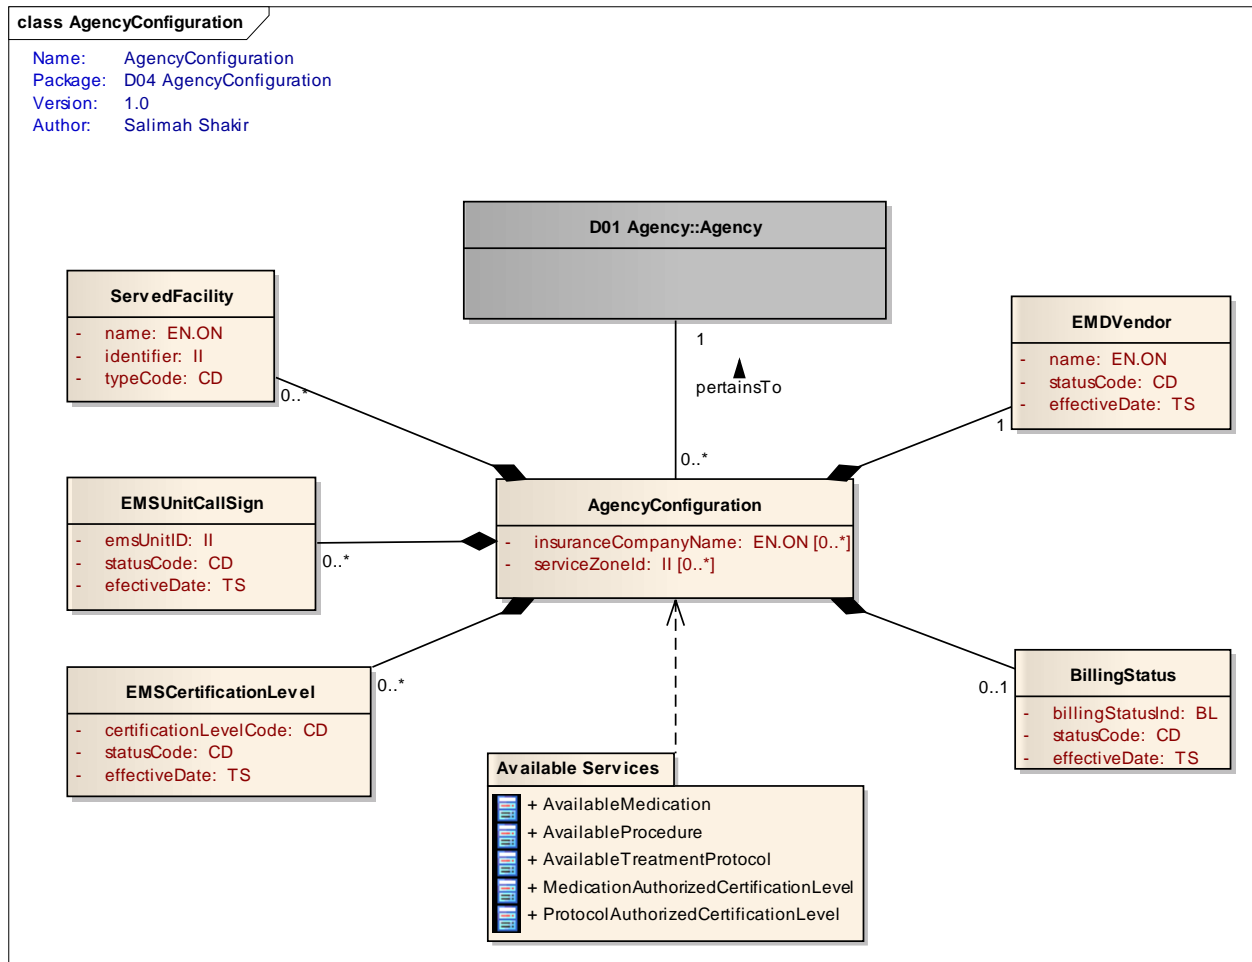 class AgencyConfiguration
Name: AgencyConfiguration
Package: D04 AgencyConfiguration
Version: 1.0
Author: Salimah Shakir
D01 Agency::Agency
ServedFacility
- name: EN.ON
- identifier: II
- typeCode: CD
0..*
EMDVendor
- name: EN.ON
- statusCode: CD
- effectiveDate: TS
1
1
pertainsTo
0..*
EMSUnitCallSign
- emsUnitID: II
- statusCode: CD
- efectiveDate: TS
0..*
AgencyConfiguration
- insuranceCompanyName: EN.ON [0..*]
- serviceZoneId: II [0..*]
EMSCertificationLevel
- certificationLevelCode: CD
- statusCode: CD
- effectiveDate: TS
0..*
BillingStatus
- billingStatusInd: BL
- statusCode: CD
- effectiveDate: TS
0..1
Available Services
+ AvailableMedication
+ AvailableProcedure
+ AvailableTreatmentProtocol
+ MedicationAuthorizedCertificationLevel
+ ProtocolAuthorizedCertificationLevel